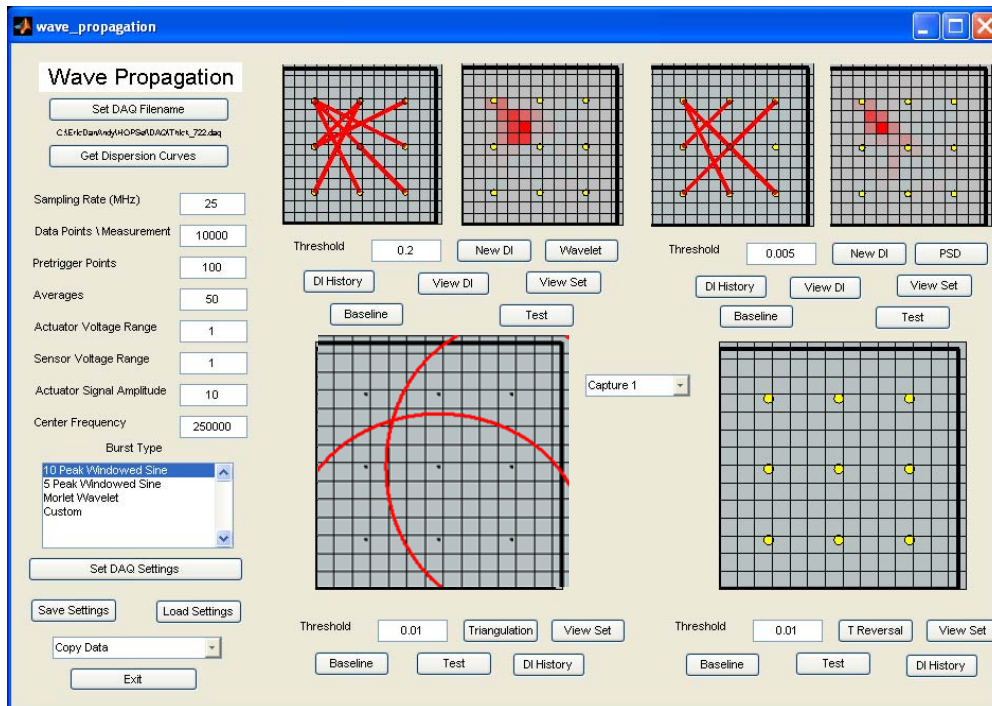 wave_propagation
Wave Propagation
Set DAQ Filename
Get Dispersion Curves
Sampling Rate (MHz) 25
Data Points \ Measurement 10000
Pretrigger Points 100
Averages 50
Actuator Voltage Range 1
Sensor Voltage Range 1
Actuator Signal Amplitude 10
Center Frequency 250000
Burst Type
10 Peak Windowed Sine
5 Peak Windowed Sine
Morlet Wavelet
Custom
Set DAQ Settings
Save Settings Load Settings
Copy Data
Exit
Threshold 0.2 New DI Wavelet
DI History View DI View Set
Baseline Test
Threshold 0.005 New DI PSD
DI History View DI View Set
Baseline Test
Capture 1
Threshold 0.01 Triangulation View Set
Baseline Test DI History
Threshold 0.01 T Reversal View Set
Baseline Test DI History